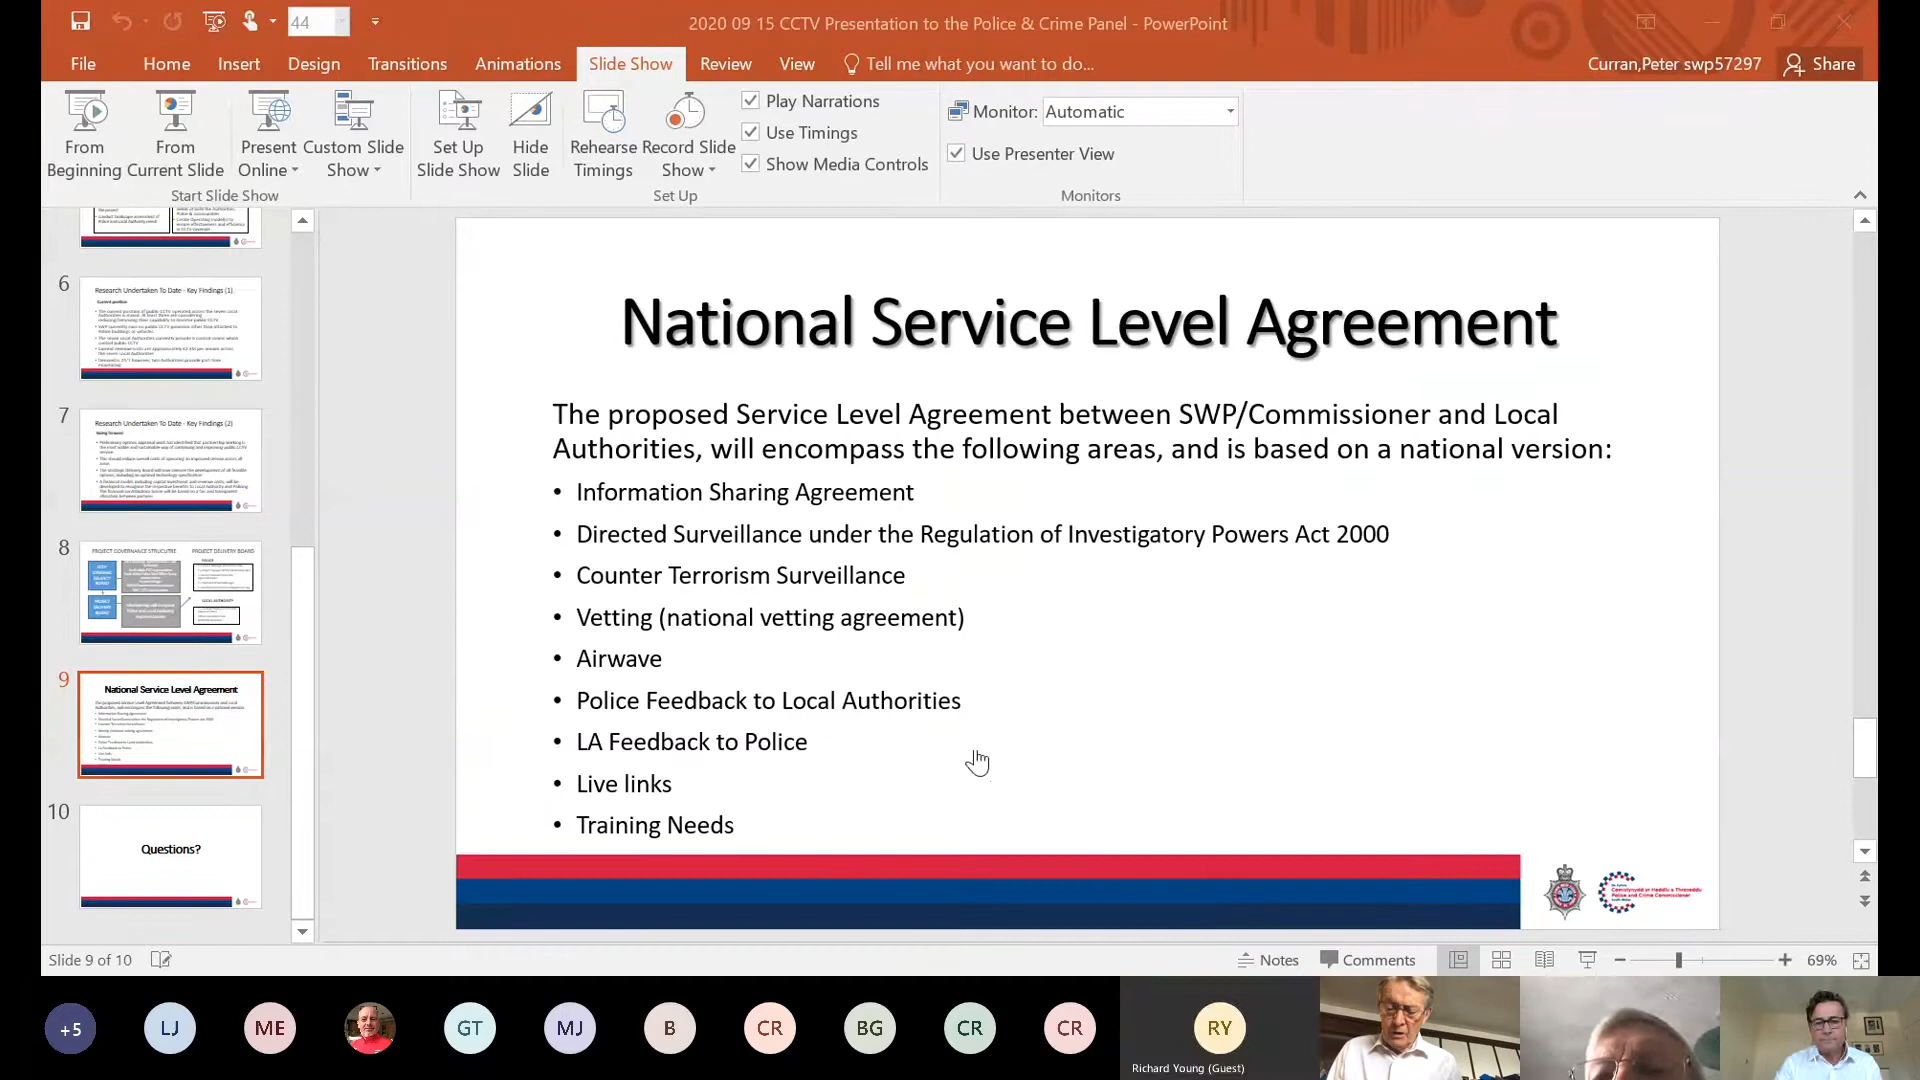 44
2020 09 15 CCTV Presentation to the Police & Crime Panel - PowerPoint
File
Home
Insert
Design
Transitions
Animations
Slide Show
Review
View
Tell me what you want to do...
Curran,Peter swp57297
Share
From Beginning
From Current Slide
Present Online
Custom Slide Show
Set Up Slide Show
Hide Slide
Rehearse Timings
Record Slide Show
Play Narrations
Use Timings
Show Media Controls
Monitor:
Automatic
Use Presenter View
Start Slide Show
Set Up
Monitors
6
Research Undertaken To Date - Key Findings (1)
Current position
7
Research Undertaken To Date - Key Findings (2)
8
PROJECT GOVERNANCE STRUCUTRE
PROJECT DELIVERY BOARD
9
National Service Level Agreement
10
Questions?
National Service Level Agreement
The proposed Service Level Agreement between SWP/Commissioner and Local
Authorities, will encompass the following areas, and is based on a national version:
• Information Sharing Agreement
• Directed Surveillance under the Regulation of Investigatory Powers Act 2000
• Counter Terrorism Surveillance
• Vetting (national vetting agreement)
• Airwave
• Police Feedback to Local Authorities
• LA Feedback to Police
• Live links
• Training Needs
Slide 9 of 10
Notes
Comments
69%
+5
LJ
ME
GT
MJ
B
CR
BG
CR
CR
RY
Richard Young (Guest)